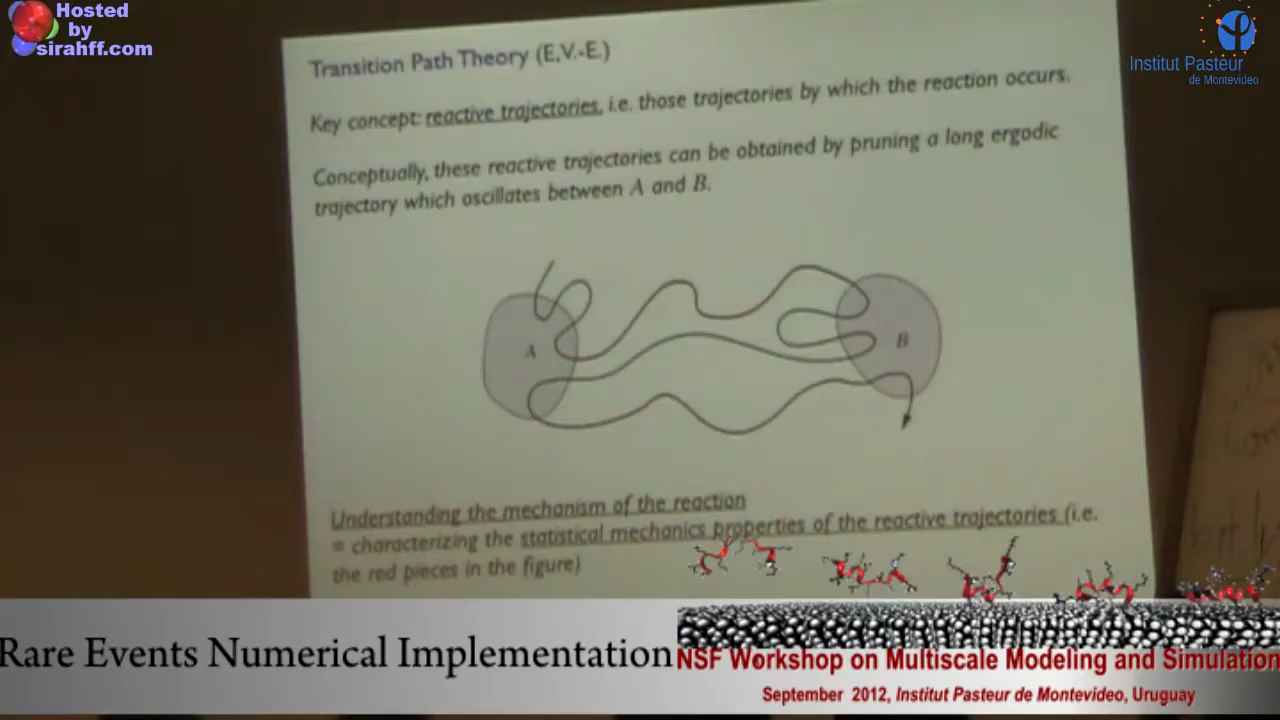 Hosted
by
sirahff.com
Institut Pasteur
de Montevideo
Transition Path Theory (E,V.-E.)
Key concept: reactive trajectories, i.e. those trajectories by which the reaction occurs.
Conceptually, these reactive trajectories can be obtained by pruning a long ergodic
trajectory which oscillates between A and B.
A
B
Understanding the mechanism of the reaction
= characterizing the statistical mechanics properties of the reactive trajectories (i.e.
the red pieces in the figure)
Rare Events Numerical Implementation
NSF Workshop on Multiscale Modeling and Simulation
September 2012, Institut Pasteur de Montevideo, Uruguay